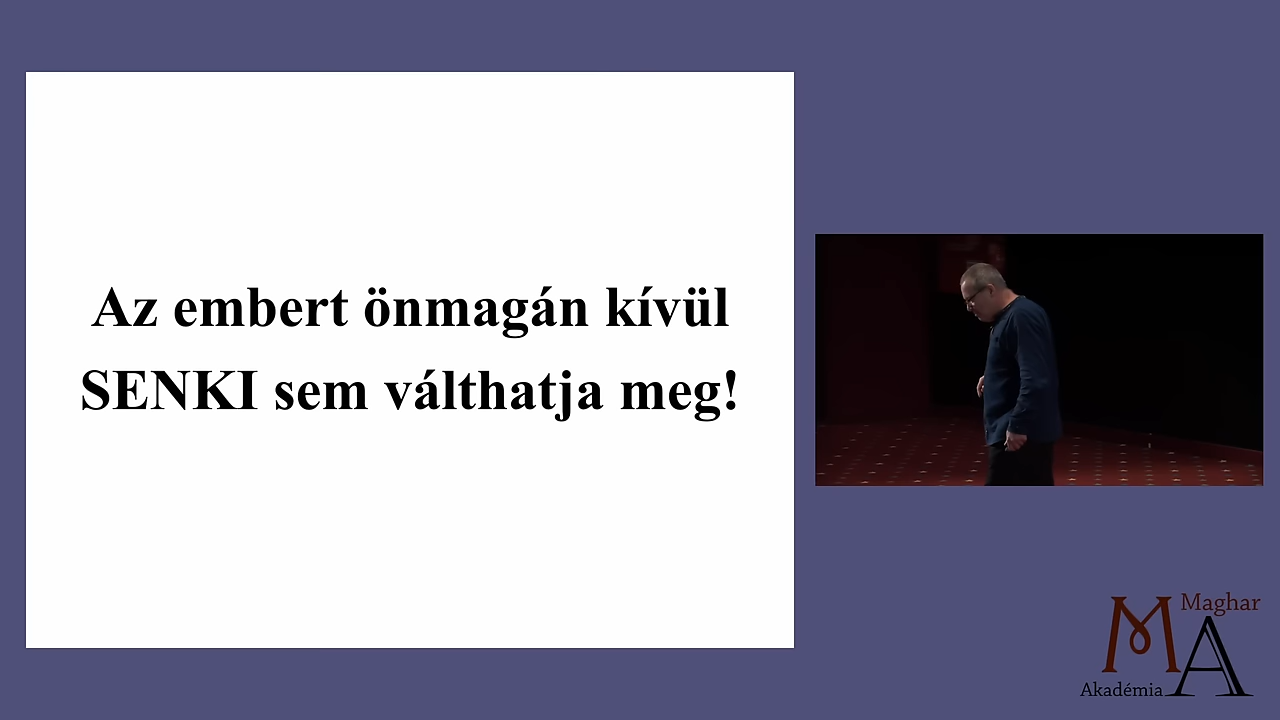 Az embert önmagán kívül
SENKI sem válthatja meg!
Maghar
MA
Akadémia